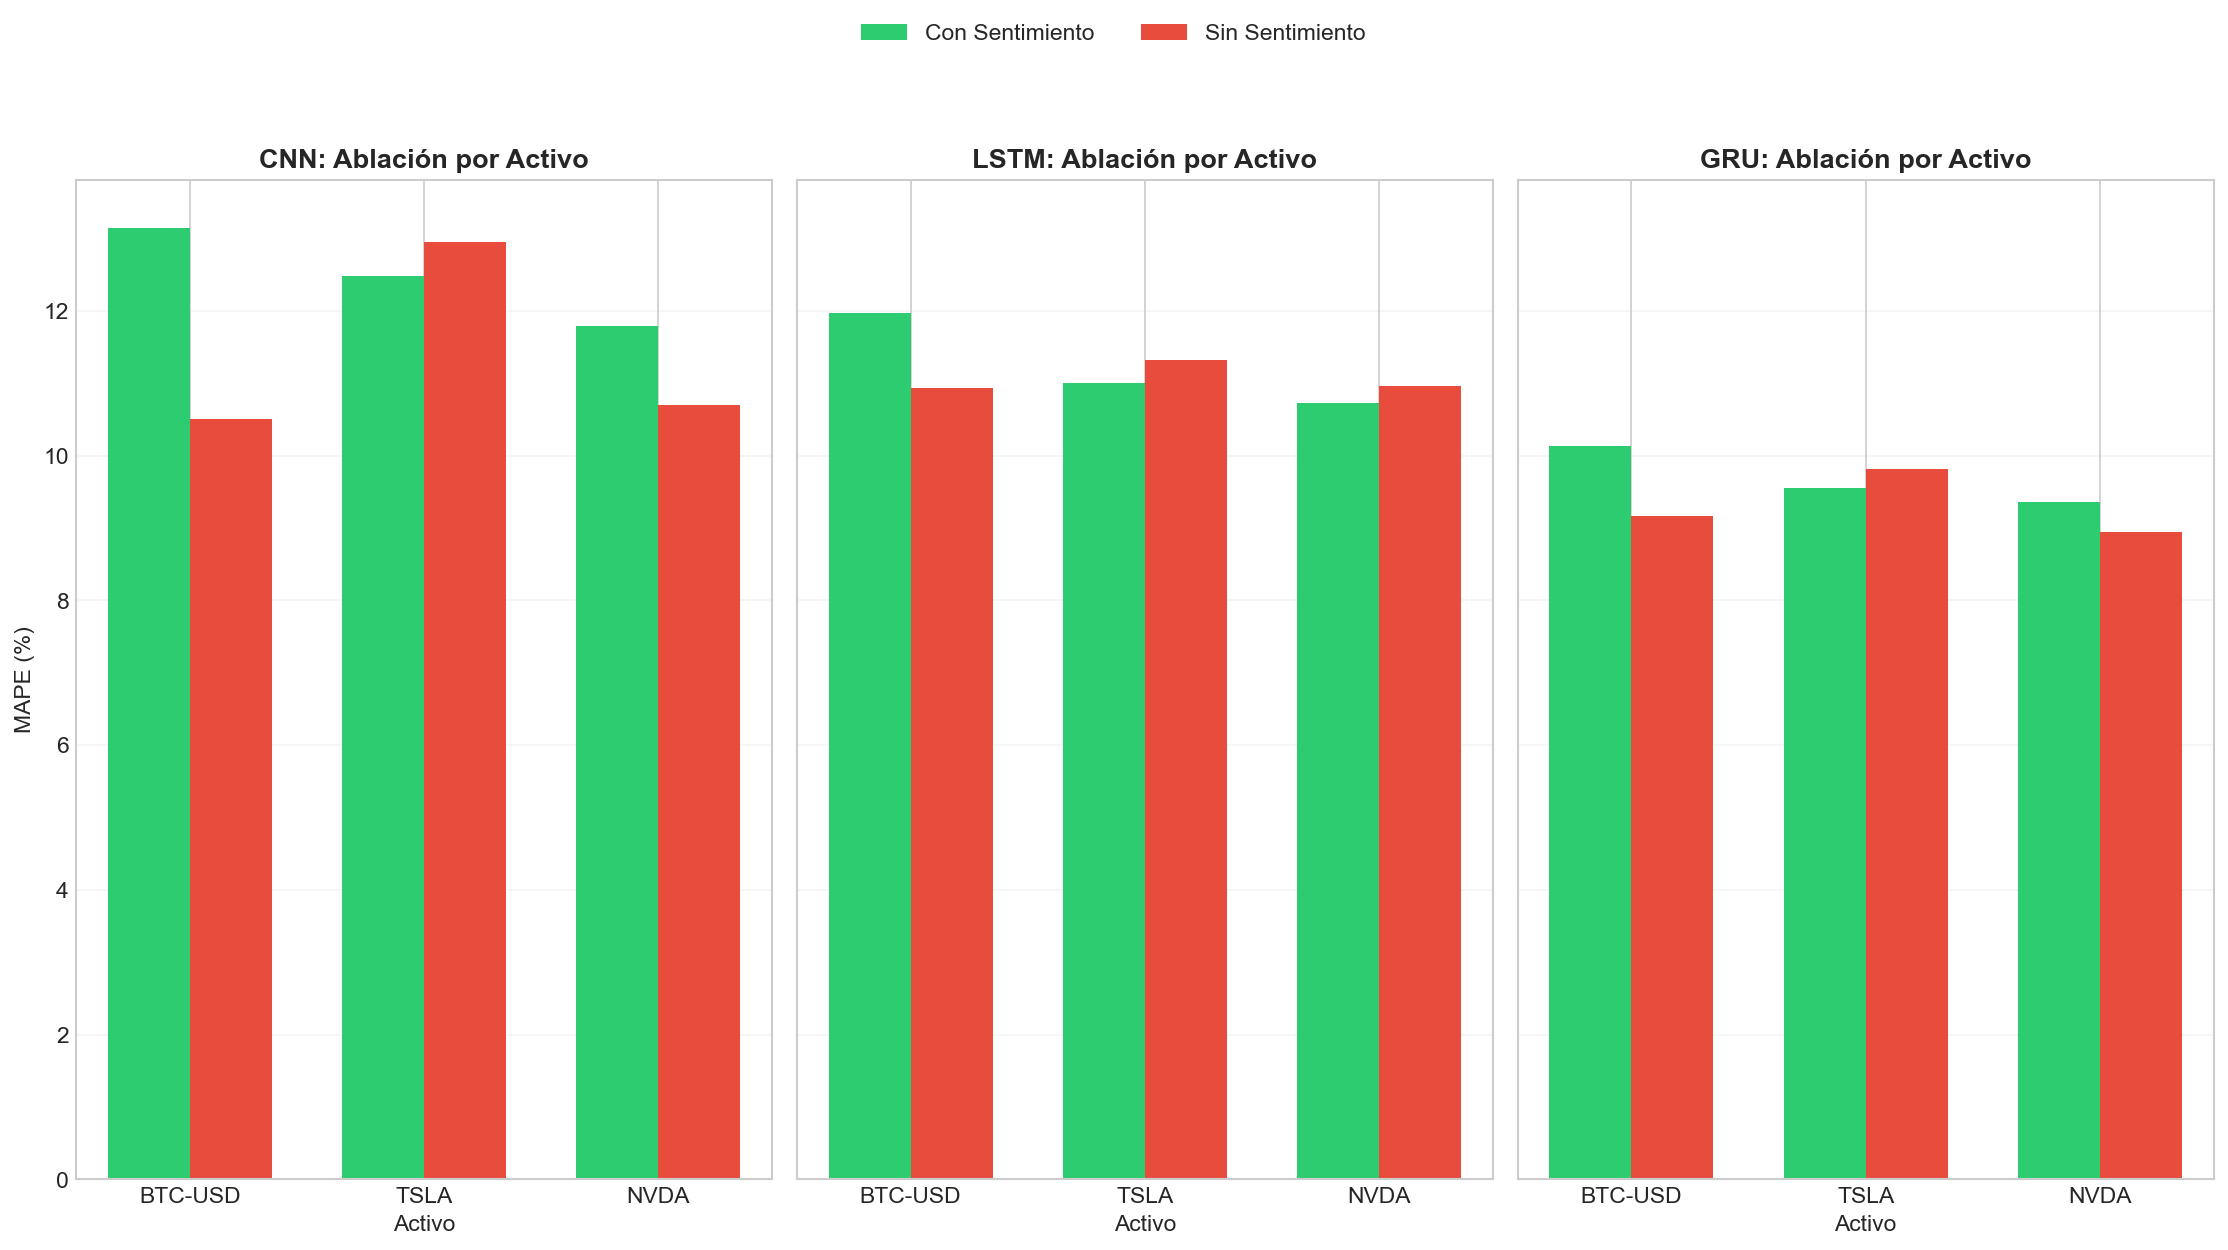 Con Sentimiento Sin Sentimiento
CNN: Ablación por Activo
LSTM: Ablación por Activo
GRU: Ablación por Activo
MAPE (%)
12
10
8
6
4
2
0
BTC-USD TSLA NVDA
Activo
BTC-USD TSLA NVDA
Activo
BTC-USD TSLA NVDA
Activo